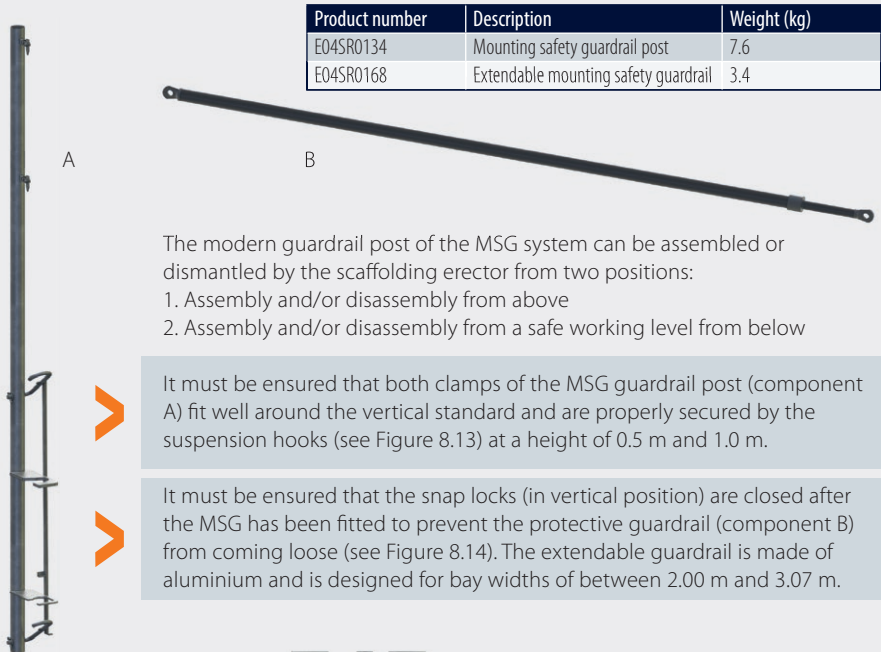 Product number Description Weight (kg)
E04SR0134 Mounting safety guardrail post 7.6
E04SR0168 Extendable mounting safety guardrail 3.4
A
B
The modern guardrail post of the MSG system can be assembled or
dismantled by the scaffolding erector from two positions:
1. Assembly and/or disassembly from above
2. Assembly and/or disassembly from a safe working level from below
It must be ensured that both clamps of the MSG guardrail post (component
A) fit well around the vertical standard and are properly secured by the
suspension hooks (see Figure 8.13) at a height of 0.5 m and 1.0 m.
It must be ensured that the snap locks (in vertical position) are closed after
the MSG has been fitted to prevent the protective guardrail (component B)
from coming loose (see Figure 8.14). The extendable guardrail is made of
aluminium and is designed for bay widths of between 2.00 m and 3.07 m.